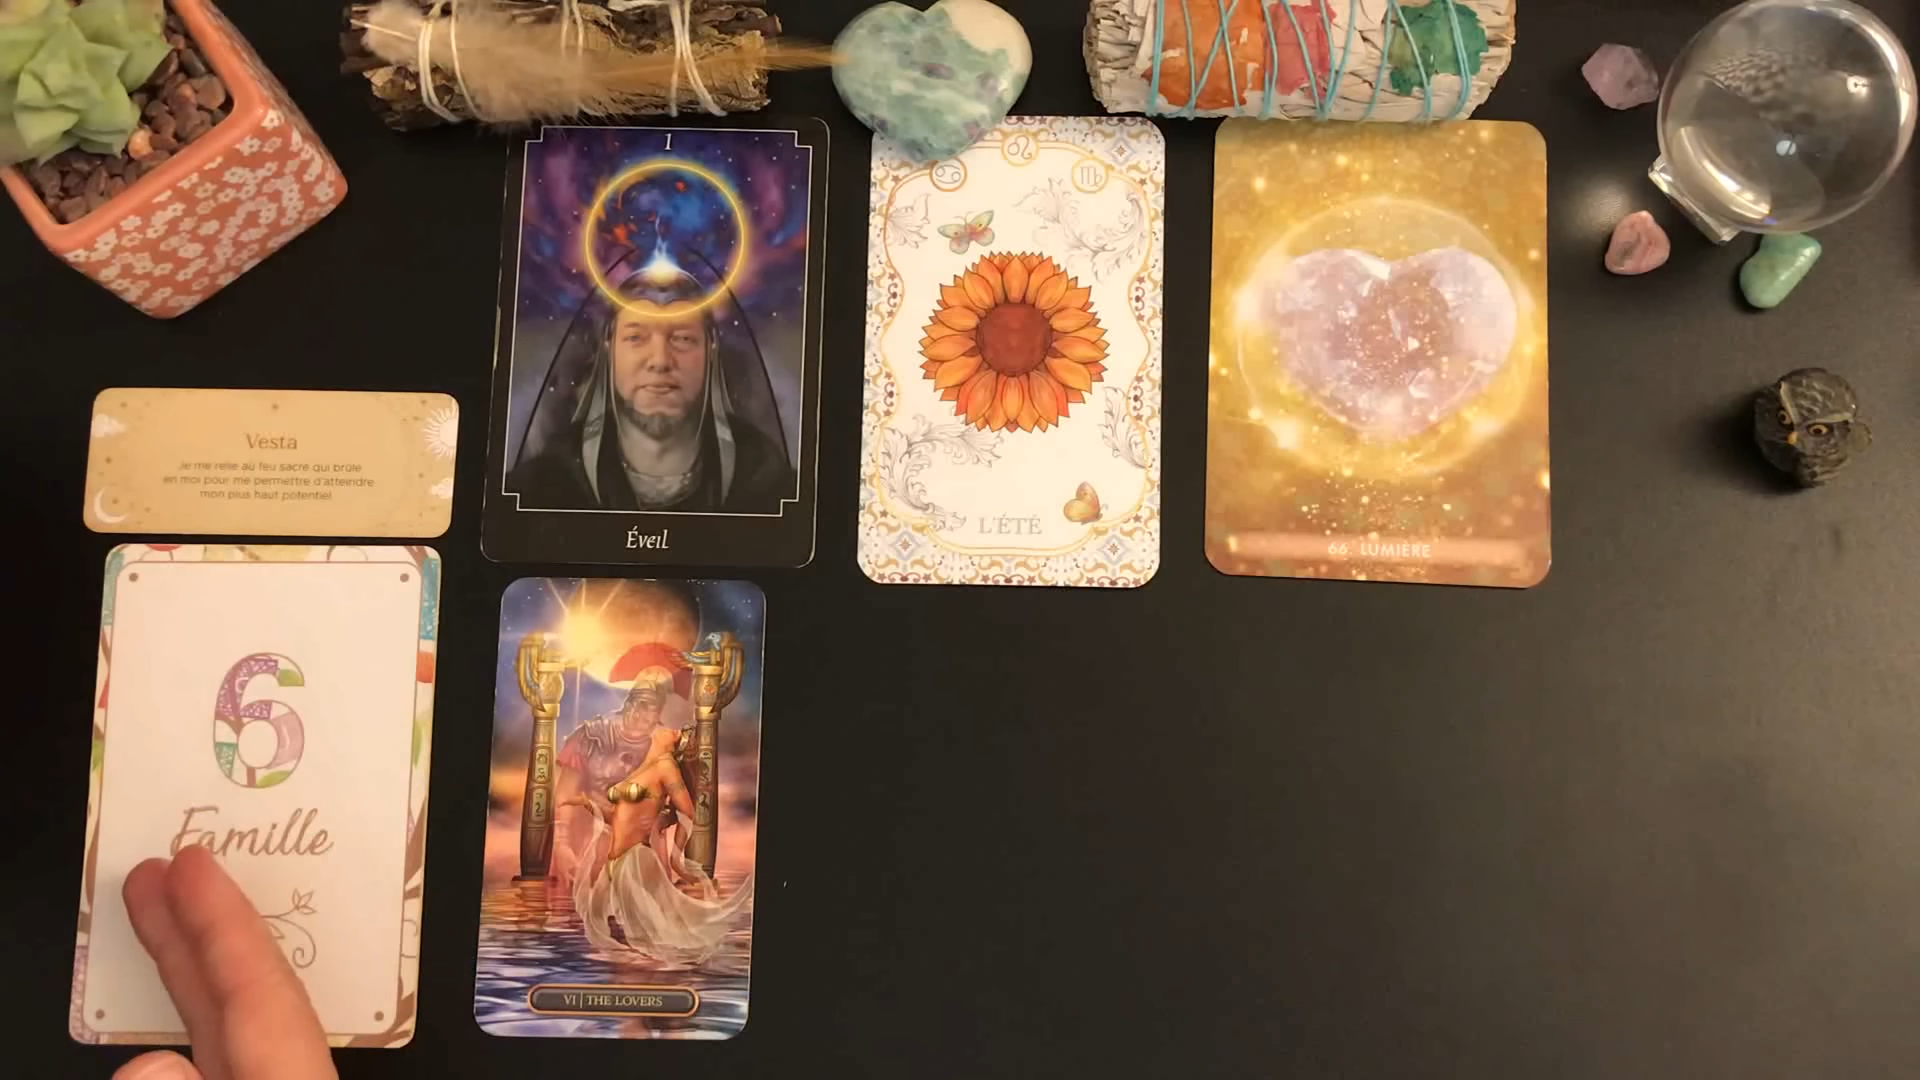 1
Éveil
L'ÉTÉ
66. LUMIÈRE
Vesta
Je me relie au feu sacré qui brûle
en moi pour me permettre d'atteindre
mon plus haut potentiel
6
Famille
VI | THE LOVERS